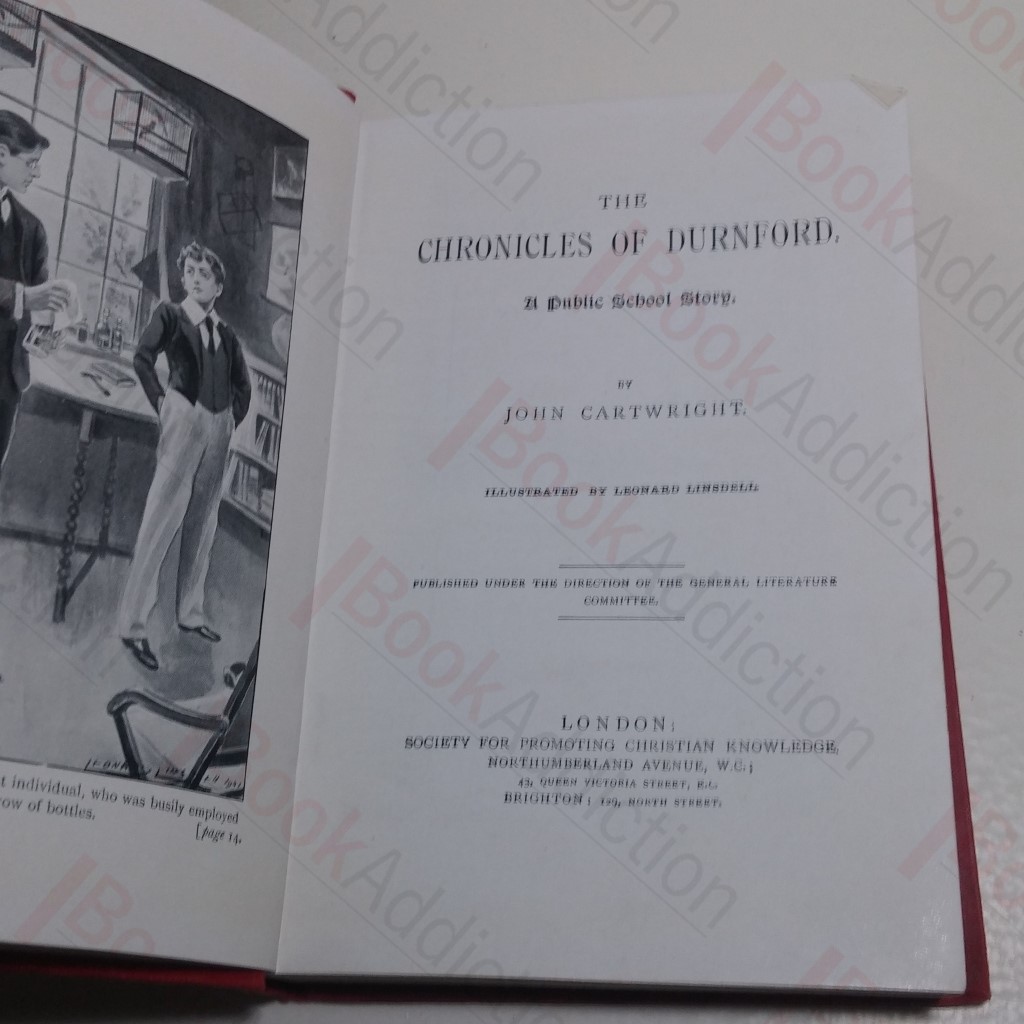 t individual, who was busily employed
row of bottles.
[page 14.
THE
CHRONICLES OF DURNFORD.
A Public School Story.
BY
JOHN CARTWRIGHT.
ILLUSTRATED BY LEONARD LINSDELL.
PUBLISHED UNDER THE DIRECTION OF THE GENERAL LITERATURE
COMMITTEE.
LONDON:
SOCIETY FOR PROMOTING CHRISTIAN KNOWLEDGE,
NORTHUMBERLAND AVENUE, W.C.;
43, QUEEN VICTORIA STREET, E.C.
BRIGHTON: 129, NORTH STREET.
BookAddiction